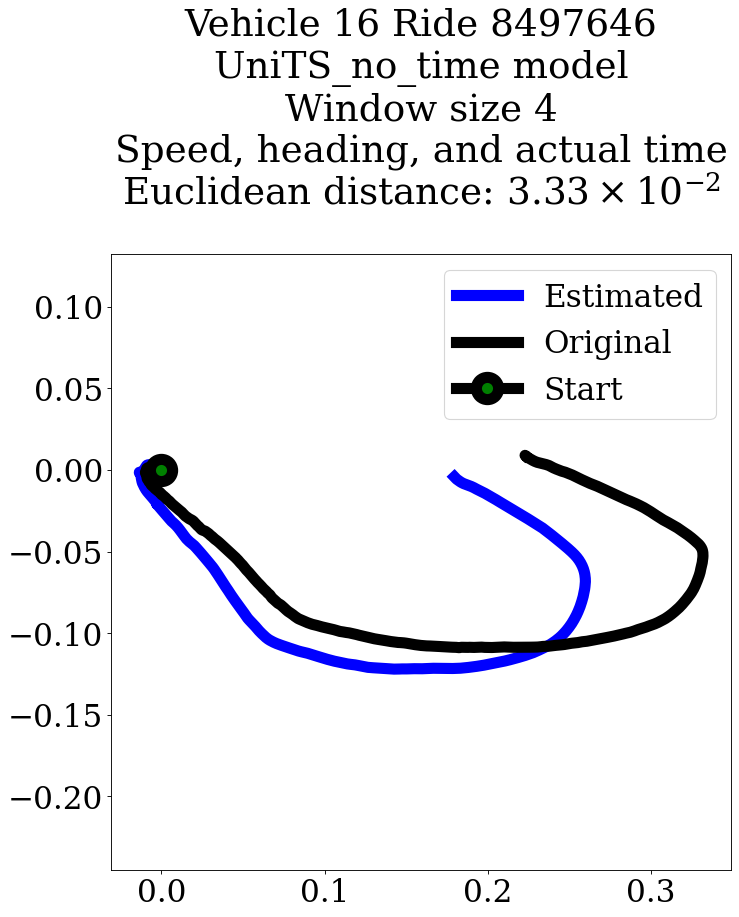 Vehicle 16 Ride 8497646
UniTS_no_time model
Window size 4
Speed, heading, and actual time
Euclidean distance: 3.33 × 10⁻²
Estimated
Original
Start
0.10
0.05
0.00
−0.05
−0.10
−0.15
−0.20
0.0 0.1 0.2 0.3